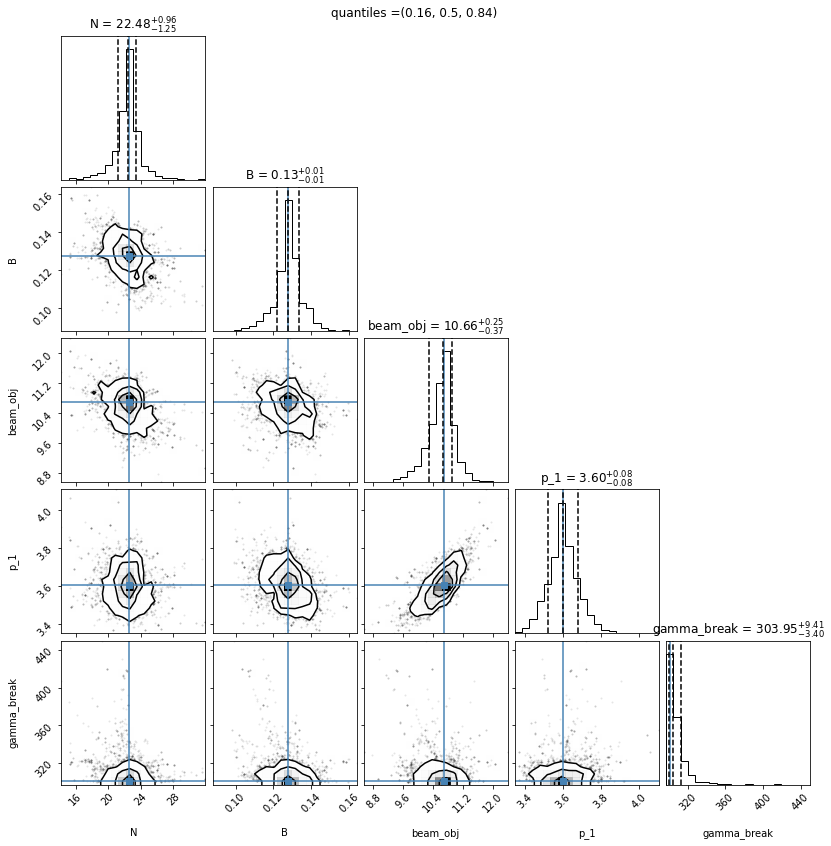 quantiles =(0.16, 0.5, 0.84)
N = 22.48+0.96−1.25
B = 0.13+0.01−0.01
beam_obj = 10.66+0.25−0.37
p_1 = 3.60+0.08−0.08
gamma_break = 303.95+9.41−3.40
B
0.16
0.14
0.12
0.10
beam_obj
12.0
11.2
10.4
9.6
8.8
p_1
4.0
3.8
3.6
3.4
gamma_break
440
400
360
320
16 20 24 28
0.10 0.12 0.14 0.16
8.8 9.6 10.4 11.2 12.0
3.4 3.6 3.8 4.0
320 360 400 440
N B beam_obj p_1 gamma_break